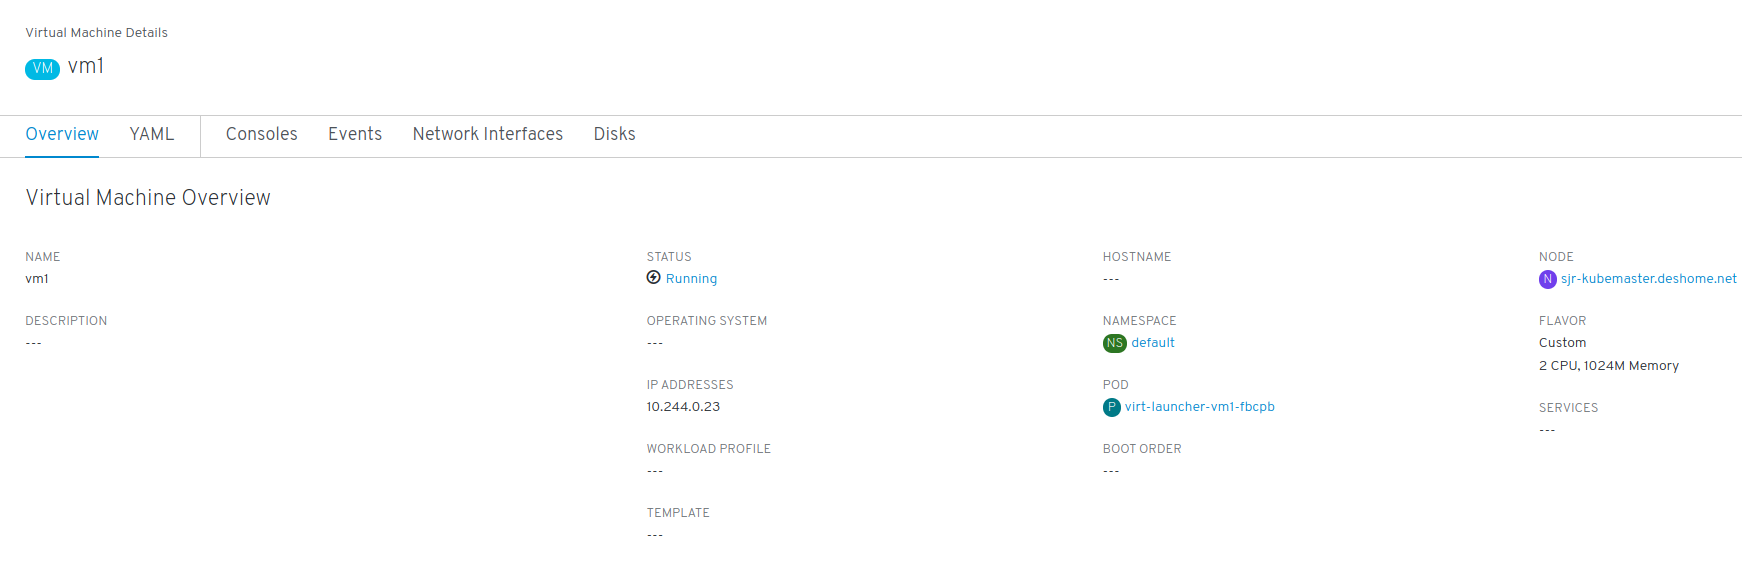 Virtual Machine Details
VM vm1
Overview YAML Consoles Events Network Interfaces Disks
Virtual Machine Overview
NAME
vm1
DESCRIPTION
---
STATUS
Running
OPERATING SYSTEM
---
IP ADDRESSES
10.244.0.23
WORKLOAD PROFILE
---
TEMPLATE
---
HOSTNAME
---
NAMESPACE
NS default
POD
P virt-launcher-vm1-fbcpb
BOOT ORDER
---
NODE
N sjr-kubemaster.deshome.net
FLAVOR
Custom
2 CPU, 1024M Memory
SERVICES
---